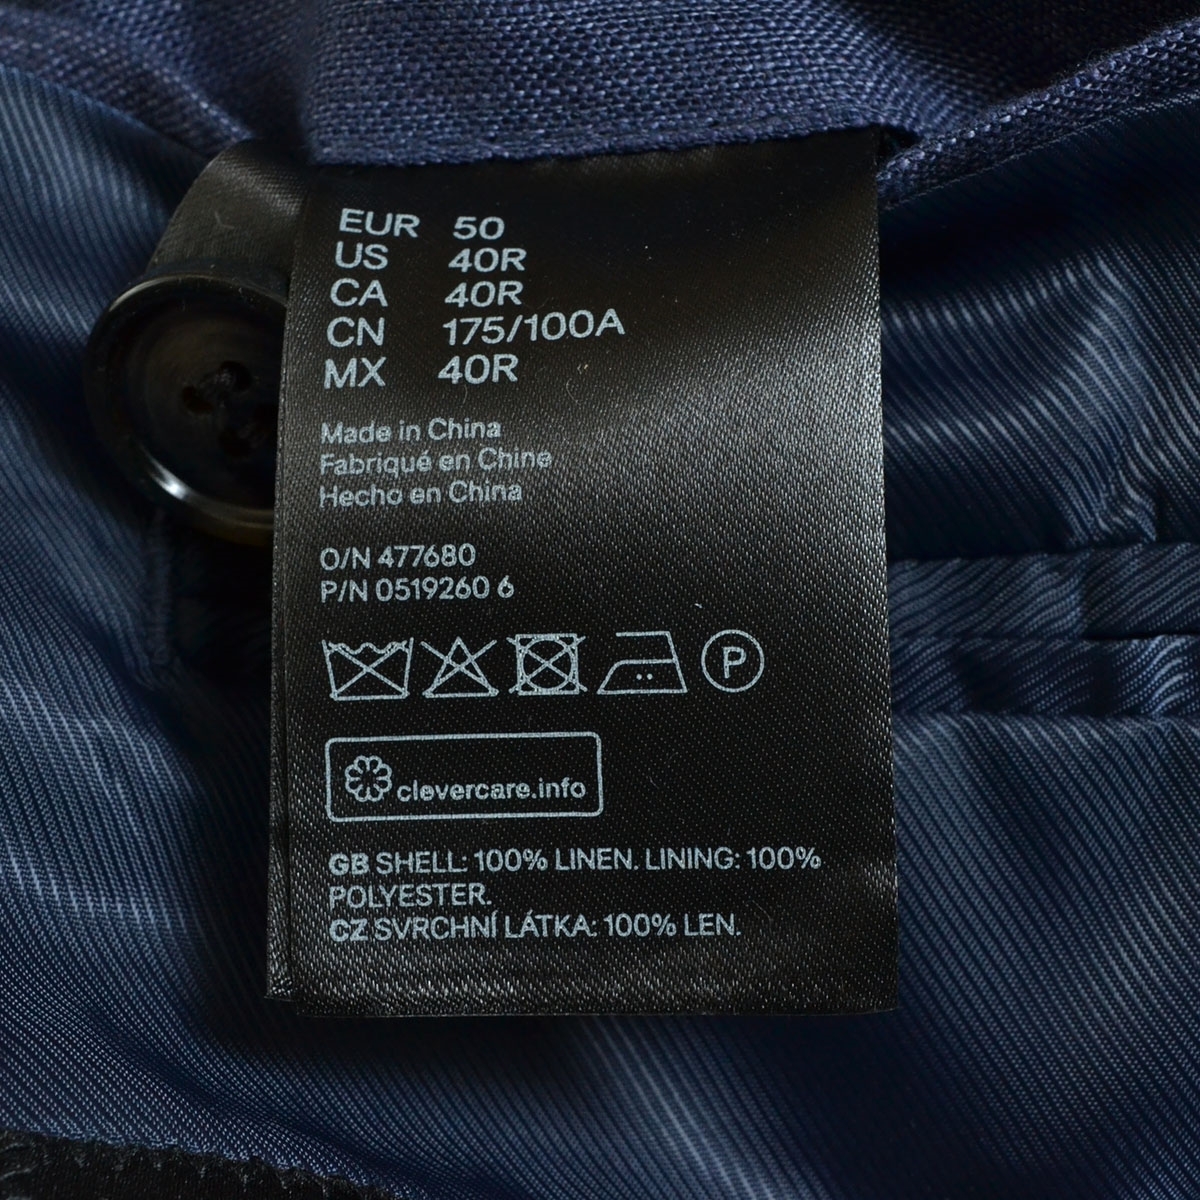 EUR 50
US 40R
CA 40R
CN 175/100A
MX 40R
Made in China
Fabriqué en Chine
Hecho en China
O/N 477680
P/N 0519260 6
P
clevercare.info
GB SHELL: 100% LINEN. LINING: 100%
POLYESTER.
CZ SVRCHNÍ LÁTKA: 100% LEN.